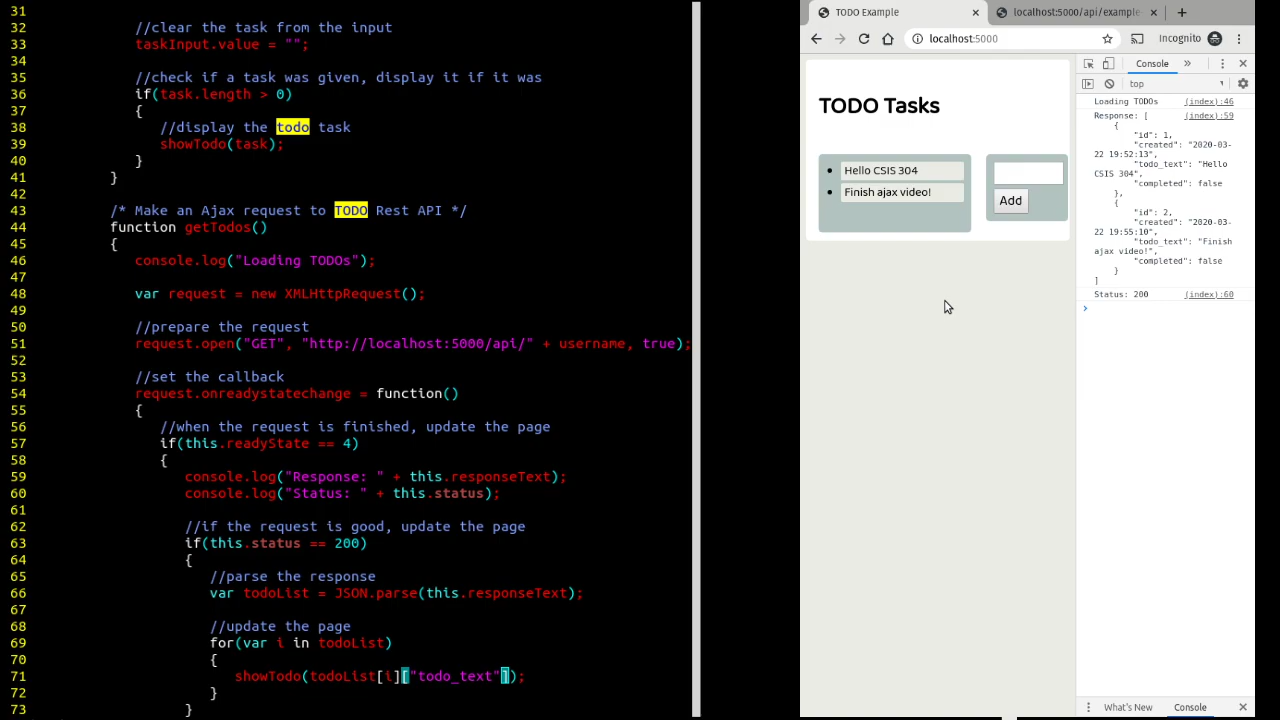 31
32 //clear the task from the input
33 taskInput.value = "";
34
35 //check if a task was given, display it if it was
36 if(task.length > 0)
37 {
38 //display the todo task
39 showTodo(task);
40 }
41 }
42
43 /* Make an Ajax request to TODO Rest API */
44 function getTodos()
45 {
46 console.log("Loading TODOs");
47
48 var request = new XMLHttpRequest();
49
50 //prepare the request
51 request.open("GET", "http://localhost:5000/api/" + username, true);
52
53 //set the callback
54 request.onreadystatechange = function()
55 {
56 //when the request is finished, update the page
57 if(this.readyState == 4)
58 {
59 console.log("Response: " + this.responseText);
60 console.log("Status: " + this.status);
61
62 //if the request is good, update the page
63 if(this.status == 200)
64 {
65 //parse the response
66 var todoList = JSON.parse(this.responseText);
67
68 //update the page
69 for(var i in todoList)
70 {
71 showTodo(todoList[i]["todo_text"]);
72 }
73 }
TODO Example
localhost:5000/api/example-
localhost:5000
Incognito
TODO Tasks
Hello CSIS 304
Finish ajax video!
Add
Console
top
Loading TODOs (index):46
Response: [ (index):59
{
"id": 1,
"created": "2020-03-
22 19:52:13",
"todo_text": "Hello
CSIS 304",
"completed": false
},
{
"id": 2,
"created": "2020-03-
22 19:55:10",
"todo_text": "Finish
ajax video!",
"completed": false
}
]
Status: 200 (index):60
What's New
Console